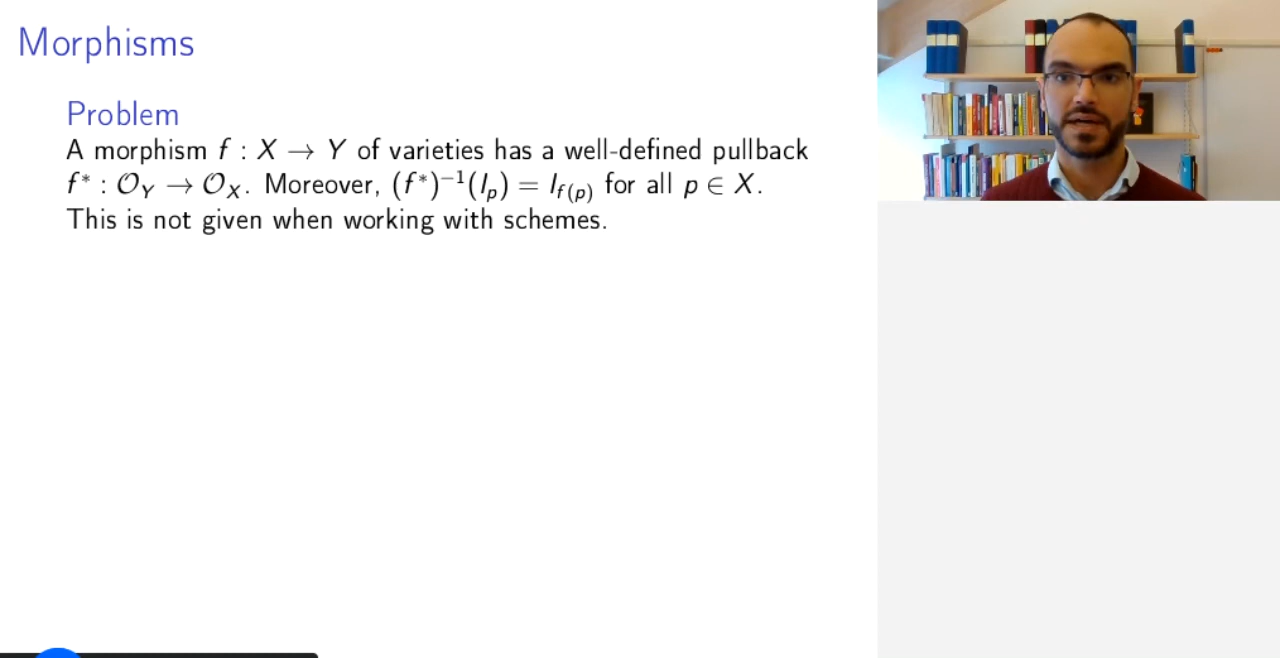 Morphisms
Problem
A morphism f : X → Y of varieties has a well-defined pullback
f* : 𝒪_Y → 𝒪_X. Moreover, (f*)⁻¹(I_p) = I_{f(p)} for all p ∈ X.
This is not given when working with schemes.